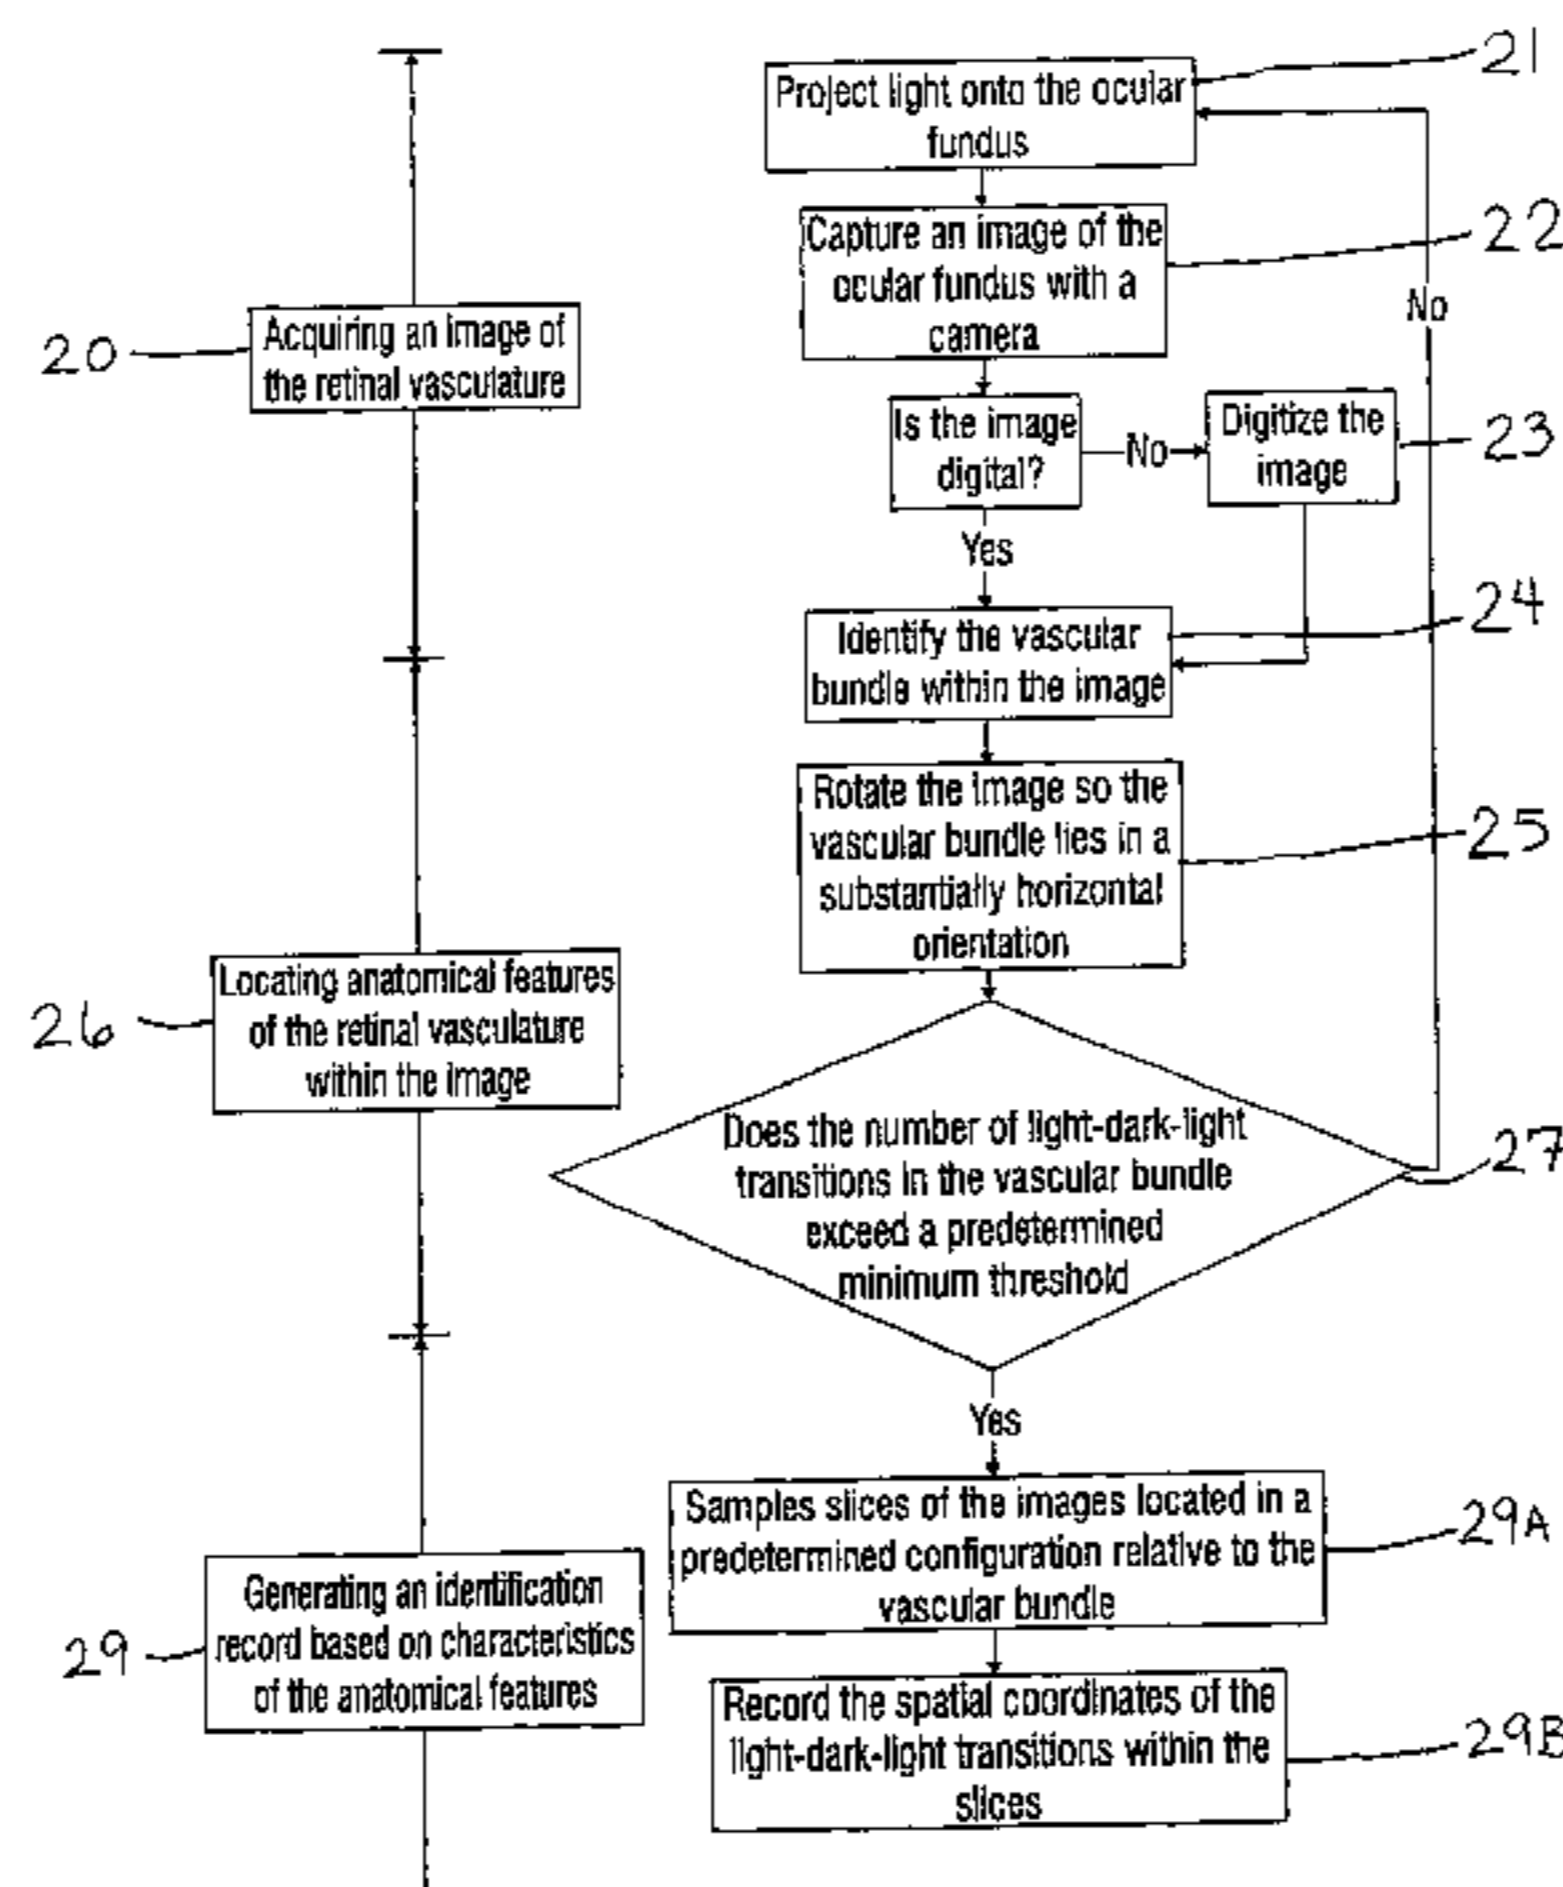 21
Project light onto the ocular
fundus
22
Capture an image of the
ocular fundus with a
camera
No
20
Acquiring an image of
the retinal vasculature
Is the image
digital?
No
Digitize the
image
23
Yes
24
Identify the vascular
bundle within the image
25
Rotate the image so the
vascular bundle lies in a
substantially horizontal
orientation
26
Locating anatomical features
of the retinal vasculature
within the image
27
Does the number of light-dark-light
transitions in the vascular bundle
exceed a predetermined
minimum threshold
Yes
29A
Samples slices of the images located in a
predetermined configuration relative to the
vascular bundle
29
Generating an identification
record based on characteristics
of the anatomical features
29B
Record the spatial coordinates of the
light-dark-light transitions within the
slices